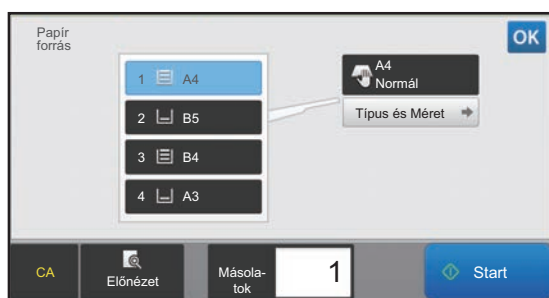 Papír
forrás
OK
1 A4
2 B5
3 B4
4 A3
A4
Normál
Típus és Méret
CA
Előnézet
Másola-
tok
1
Start